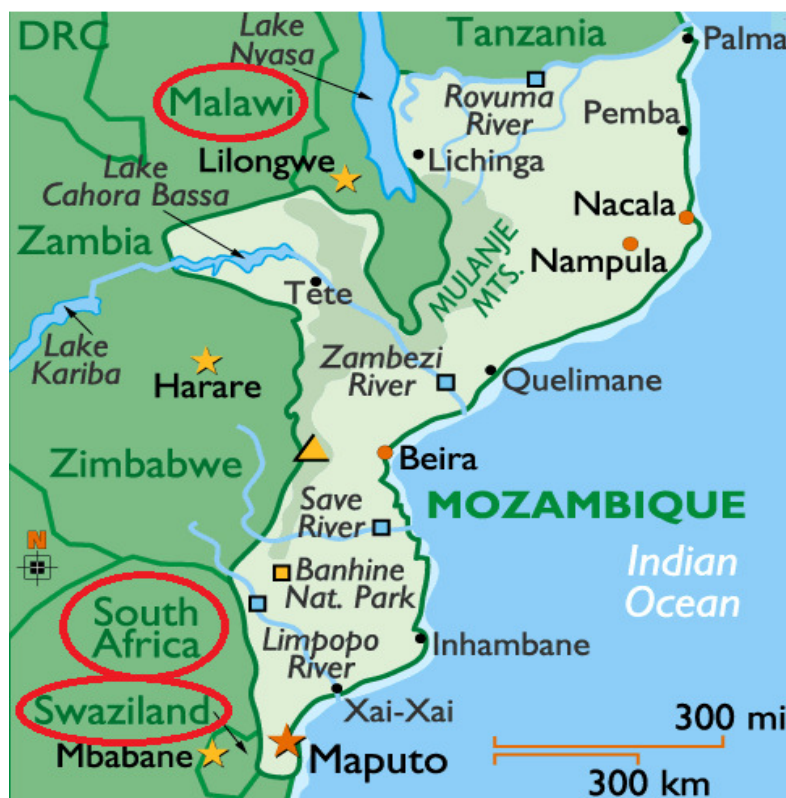 DRC
Lake
Nyasa
Tanzania
Palma
Malawi
Rovuma
River
Pemba
Lilongwe
Lichinga
Lake
Cahora Bassa
Nacala
Zambia
Nampula
MULANJE
MTS.
Tete
Lake
Kariba
Zambezi
River
Harare
Quelimane
Zimbabwe
Beira
Save
River
MOZAMBIQUE
N
Banhine
Nat. Park
Indian
Ocean
South
Africa
Limpopo
River
Inhambane
Swaziland
Xai-Xai
300 mi
Mbabane
Maputo
300 km